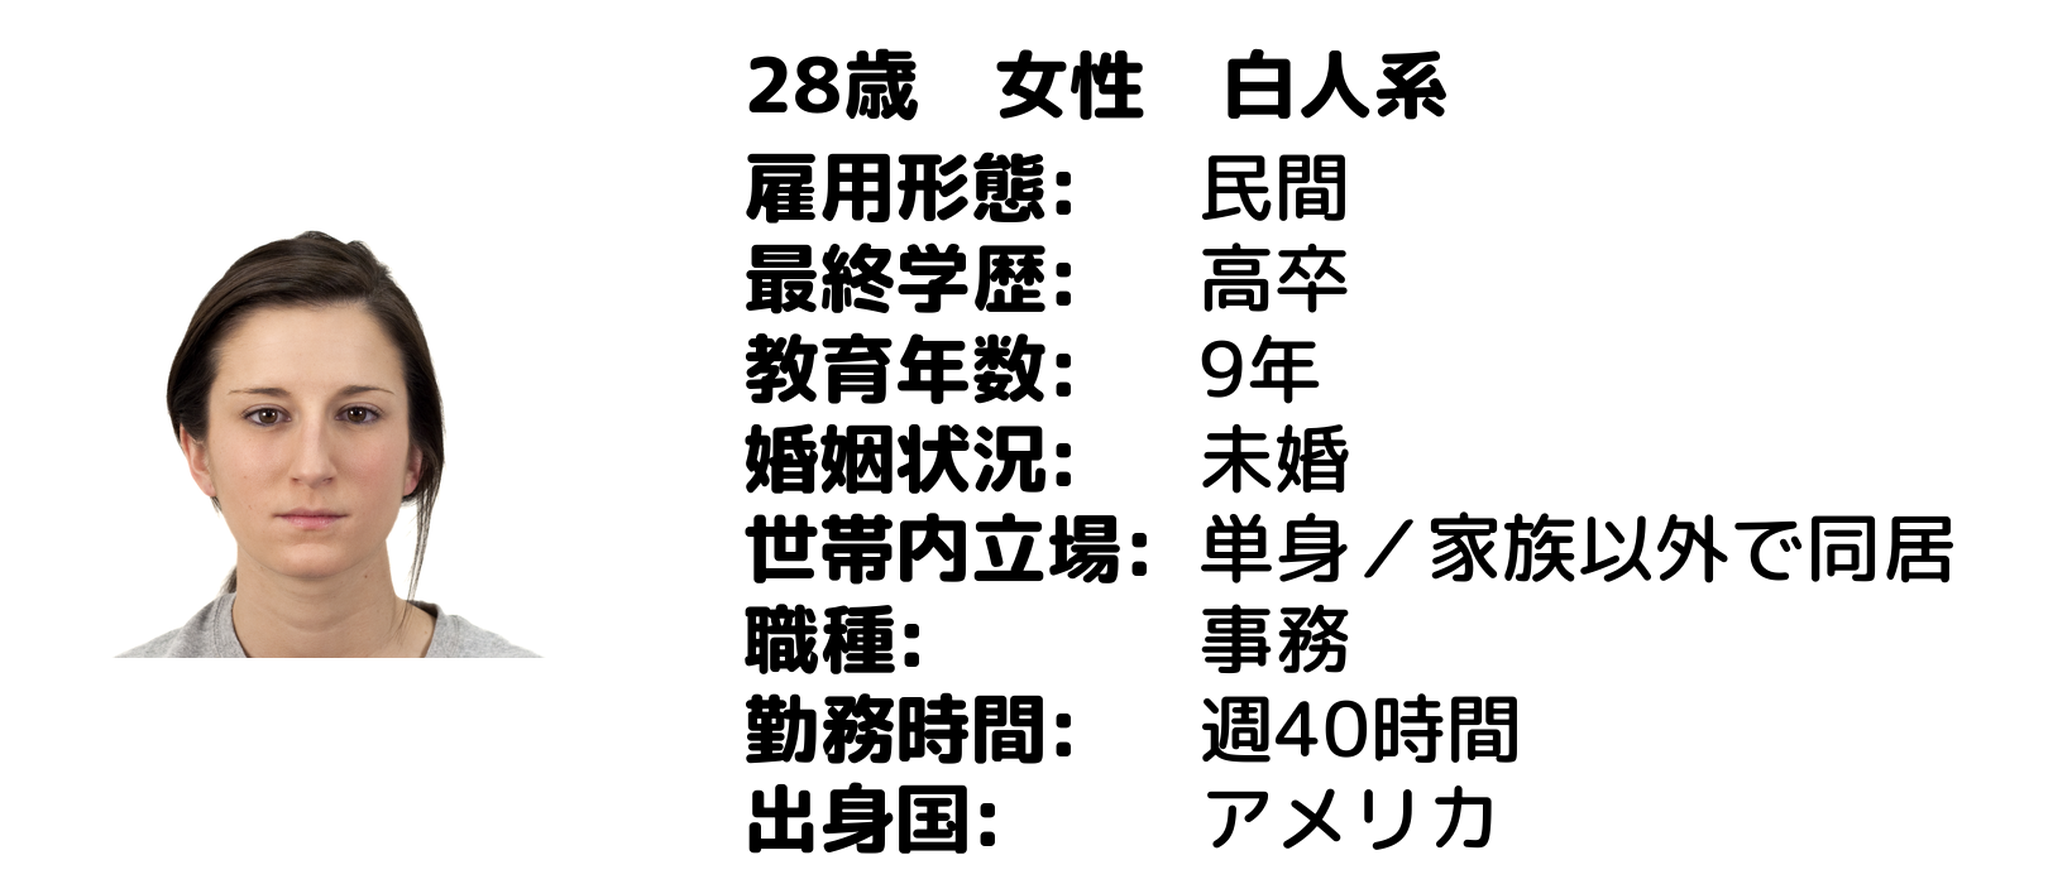 28歳　女性　白人系
雇用形態:　民間
最終学歴:　高卒
教育年数:　9年
婚姻状況:　未婚
世帯内立場:　単身／家族以外で同居
職種:　事務
勤務時間:　週40時間
出身国:　アメリカ